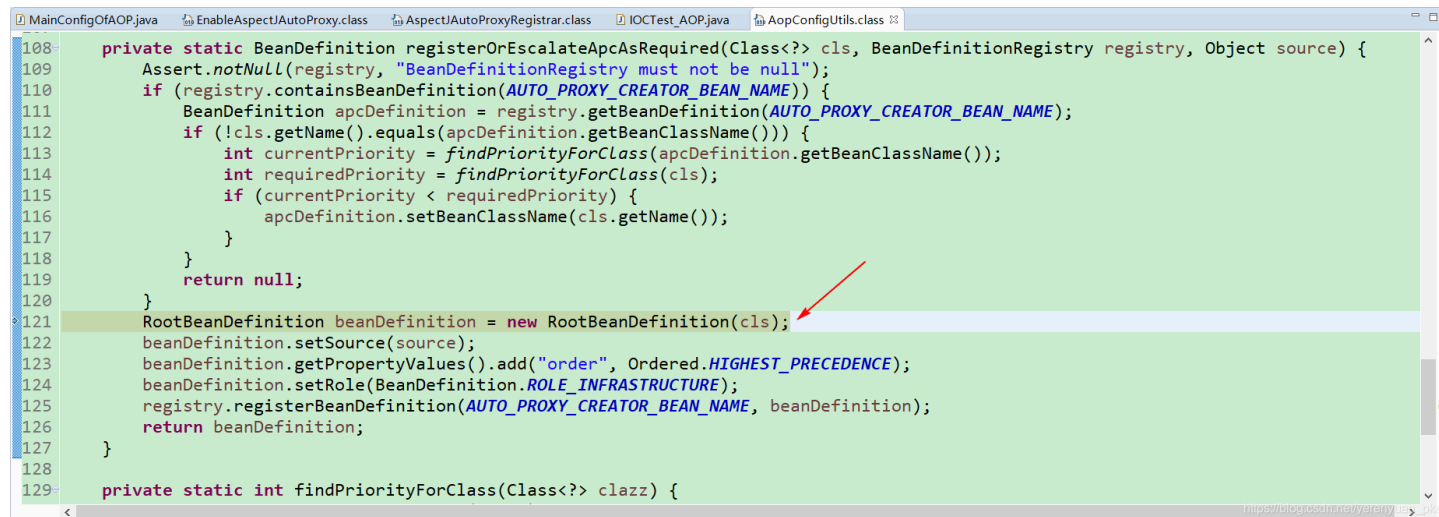 MainConfigOfAOP.java EnableAspectJAutoProxy.class AspectJAutoProxyRegistrar.class IOCTest_AOP.java AopConfigUtils.class
108 private static BeanDefinition registerOrEscalateApcAsRequired(Class<?> cls, BeanDefinitionRegistry registry, Object source) {
109 Assert.notNull(registry, "BeanDefinitionRegistry must not be null");
110 if (registry.containsBeanDefinition(AUTO_PROXY_CREATOR_BEAN_NAME)) {
111 BeanDefinition apcDefinition = registry.getBeanDefinition(AUTO_PROXY_CREATOR_BEAN_NAME);
112 if (!cls.getName().equals(apcDefinition.getBeanClassName())) {
113 int currentPriority = findPriorityForClass(apcDefinition.getBeanClassName());
114 int requiredPriority = findPriorityForClass(cls);
115 if (currentPriority < requiredPriority) {
116 apcDefinition.setBeanClassName(cls.getName());
117 }
118 }
119 return null;
120 }
121 RootBeanDefinition beanDefinition = new RootBeanDefinition(cls);
122 beanDefinition.setSource(source);
123 beanDefinition.getPropertyValues().add("order", Ordered.HIGHEST_PRECEDENCE);
124 beanDefinition.setRole(BeanDefinition.ROLE_INFRASTRUCTURE);
125 registry.registerBeanDefinition(AUTO_PROXY_CREATOR_BEAN_NAME, beanDefinition);
126 return beanDefinition;
127 }
128
129 private static int findPriorityForClass(Class<?> clazz) {